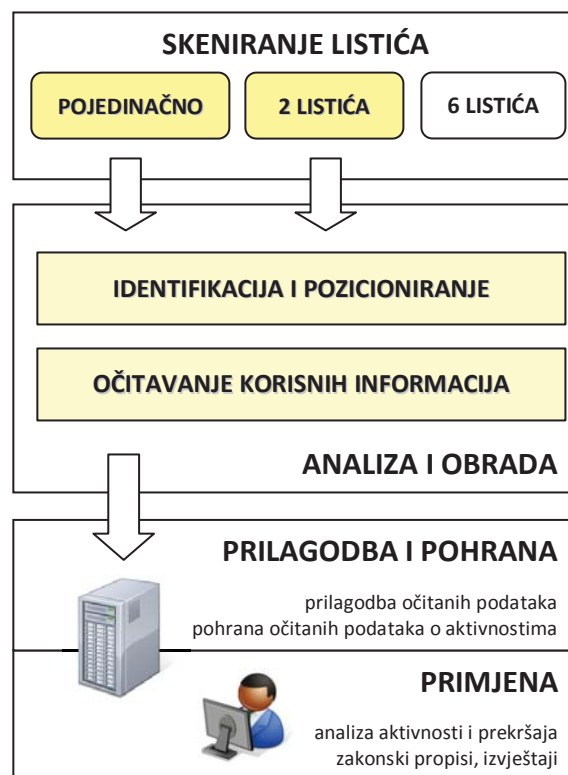 SKENIRANJE LISTIĆA
POJEDINAČNO
2 LISTIĆA
6 LISTIĆA
IDENTIFIKACIJA I POZICIONIRANJE
OČITAVANJE KORISNIH INFORMACIJA
ANALIZA I OBRADA
PRILAGODBA I POHRANA
prilagodba očitanih podataka
pohrana očitanih podataka o aktivnostima
PRIMJENA
analiza aktivnosti i prekršaja
zakonski propisi, izvještaji